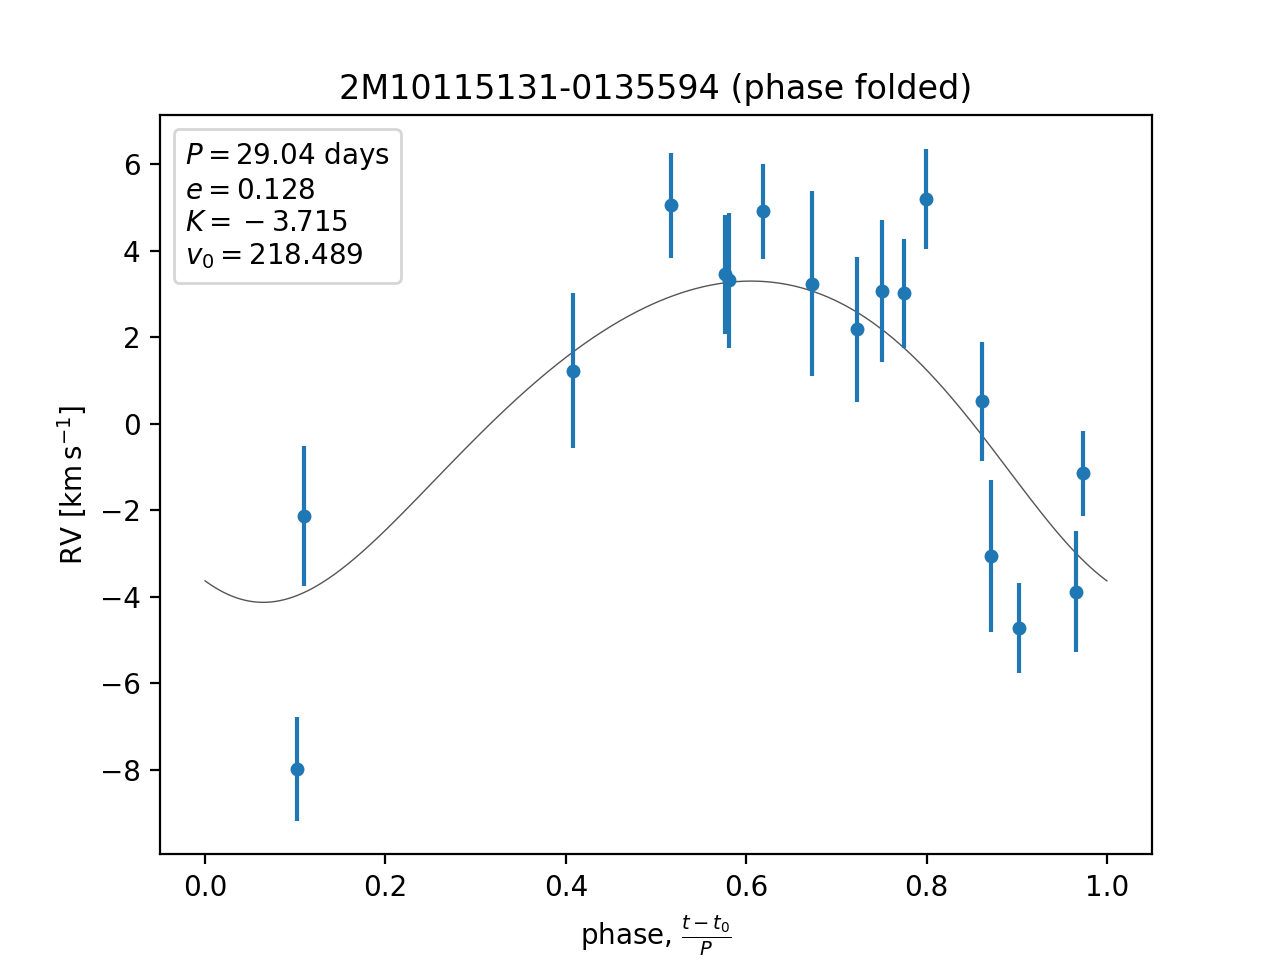 2M10115131-0135594 (phase folded)
P = 29.04 days
e = 0.128
K = −3.715
v₀ = 218.489
6
4
2
0
−2
−4
−6
−8
RV [km s⁻¹]
0.0 0.2 0.4 0.6 0.8 1.0
phase, (t − t₀)/P